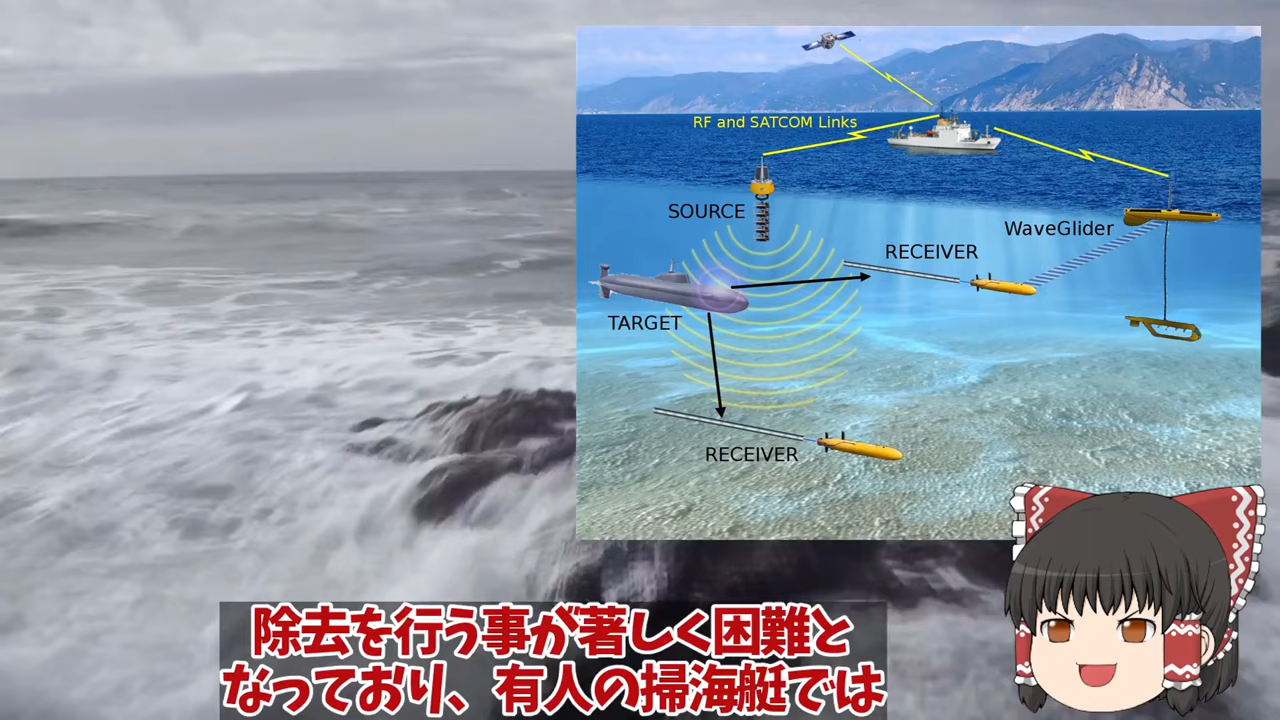 RF and SATCOM Links
SOURCE
WaveGlider
RECEIVER
TARGET
RECEIVER
除去を行う事が著しく困難と
なっており、有人の掃海艇では